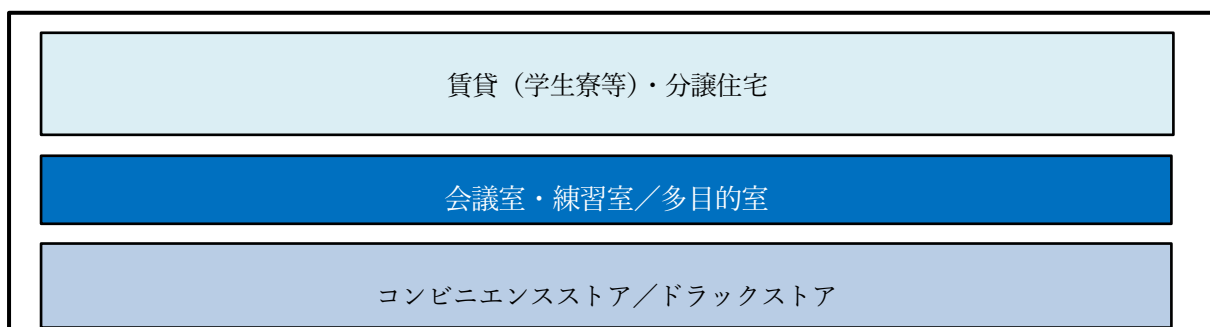 賃貸（学生寮等）・分譲住宅
会議室・練習室／多目的室
コンビニエンスストア／ドラックストア